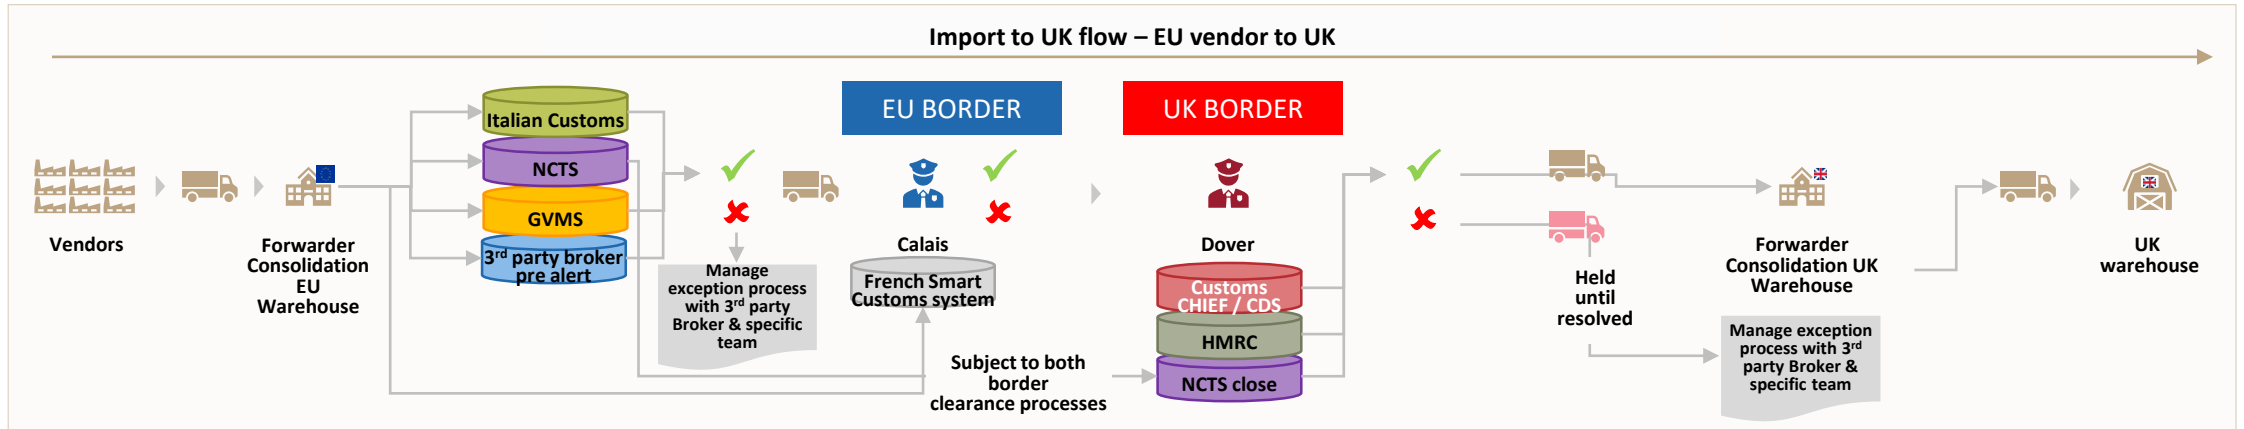 Import to UK flow – EU vendor to UK
EU BORDER
UK BORDER
Italian Customs
NCTS
GVMS
3rd party broker
pre alert
Vendors
Forwarder
Consolidation
EU
Warehouse
Manage
exception process
with 3rd party
Broker & specific
team
Calais
French Smart
Customs system
Subject to both
border
clearance processes
Dover
Customs
CHIEF / CDS
HMRC
NCTS close
Held
until
resolved
Forwarder
Consolidation UK
Warehouse
Manage exception
process with 3rd
party Broker &
specific team
UK
warehouse